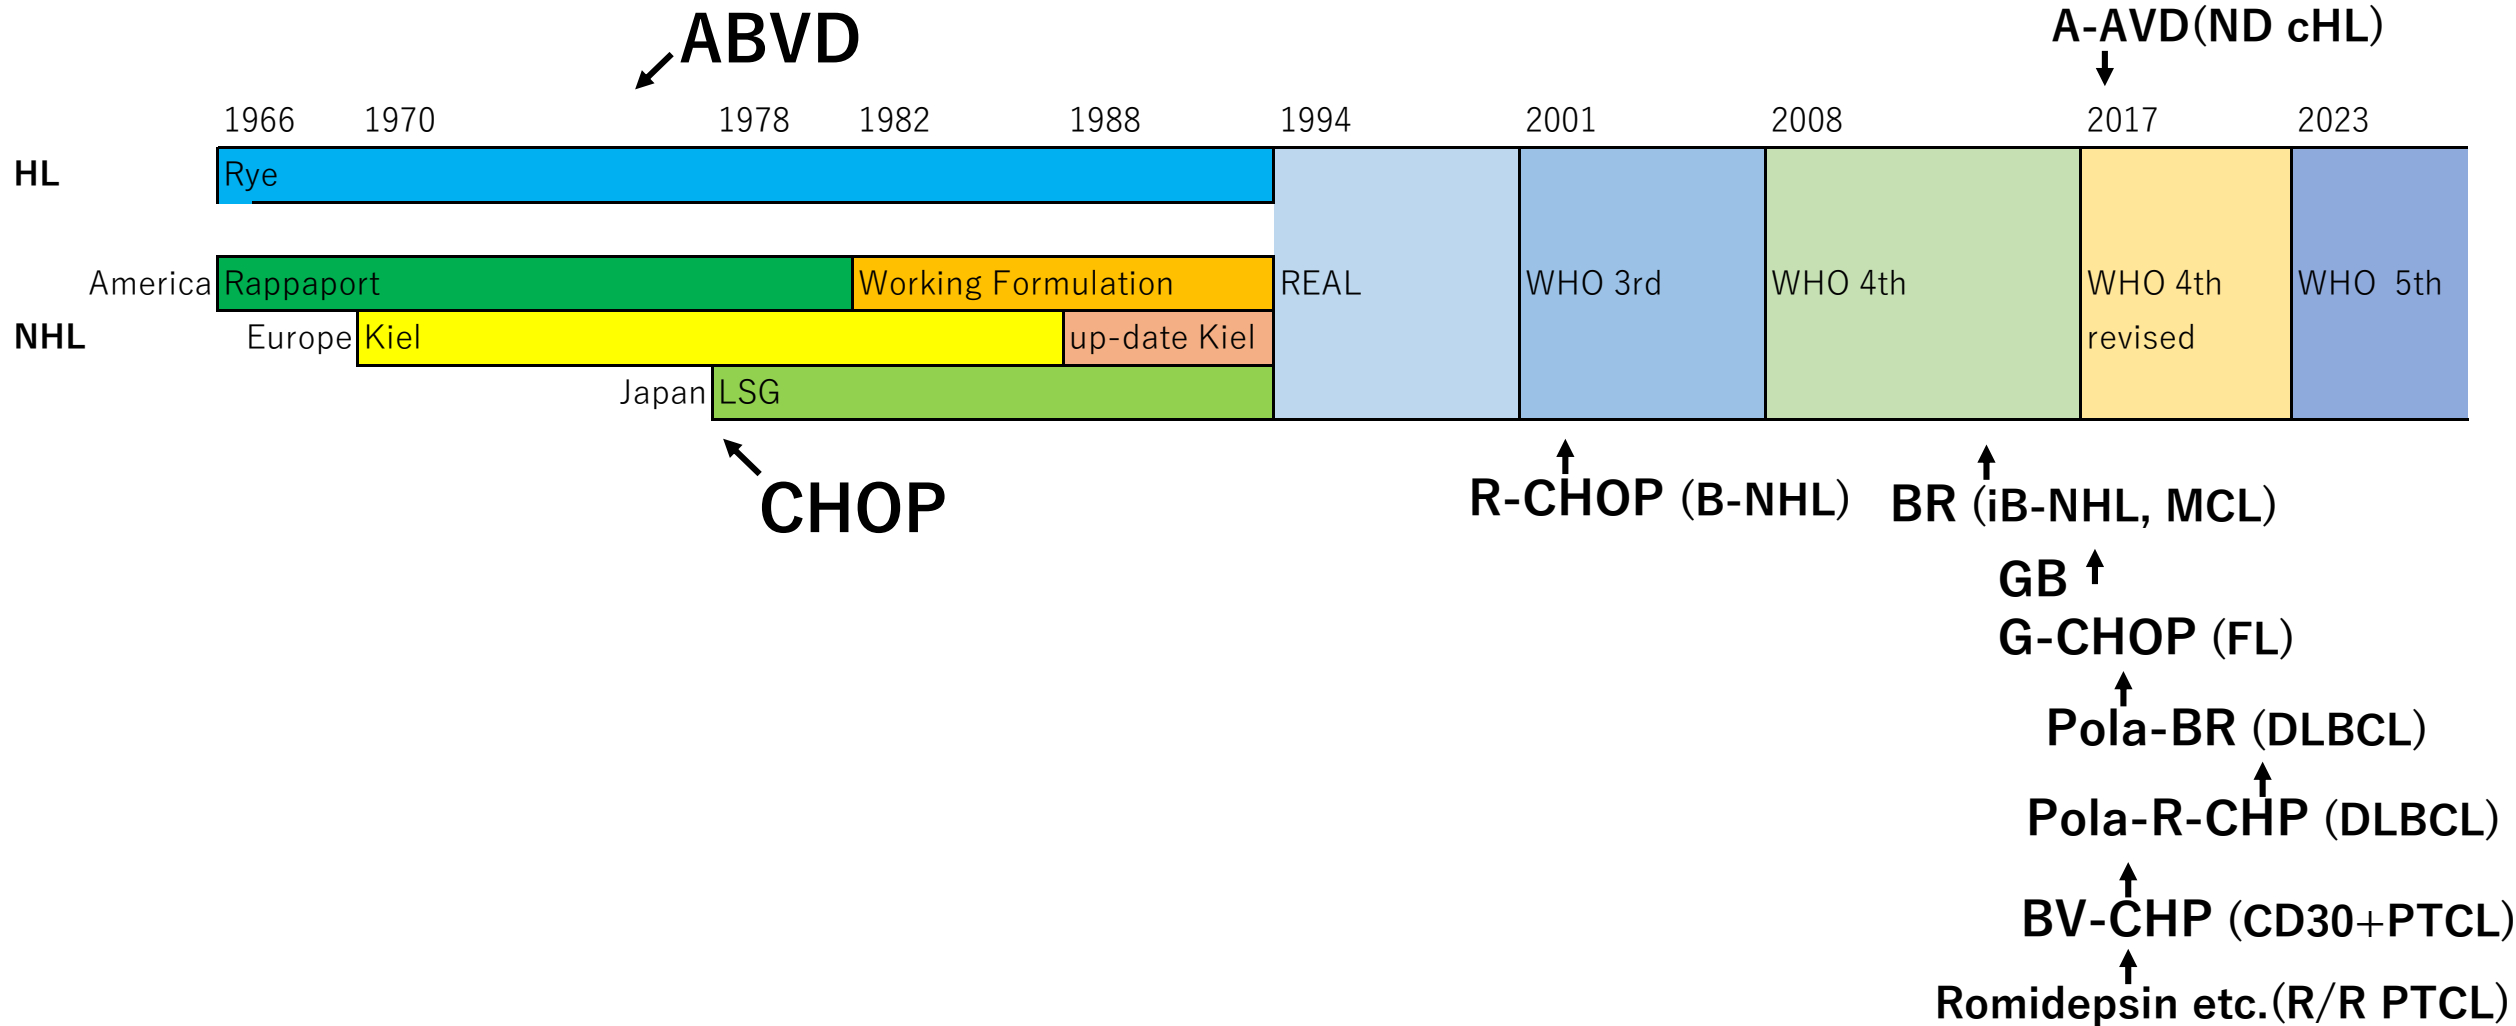 ABVD
A-AVD(ND cHL)
1966 1970 1978 1982 1988 1994 2001 2008 2017 2023
HL Rye
America Rappaport Working Formulation REAL WHO 3rd WHO 4th WHO 4th WHO 5th
NHL Europe Kiel up-date Kiel revised
Japan LSG
CHOP
R-CHOP (B-NHL) BR (iB-NHL, MCL)
GB
G-CHOP (FL)
Pola-BR (DLBCL)
Pola-R-CHP (DLBCL)
BV-CHP (CD30+PTCL)
Romidepsin etc.(R/R PTCL)